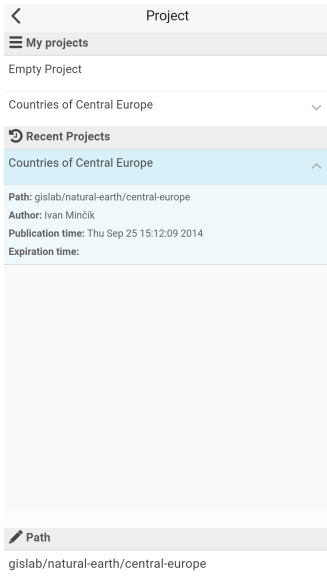 Project
My projects
Empty Project
Countries of Central Europe
Recent Projects
Countries of Central Europe
Path: gislab/natural-earth/central-europe
Author: Ivan Minčík
Publication time: Thu Sep 25 15:12:09 2014
Expiration time:
Path
gislab/natural-earth/central-europe